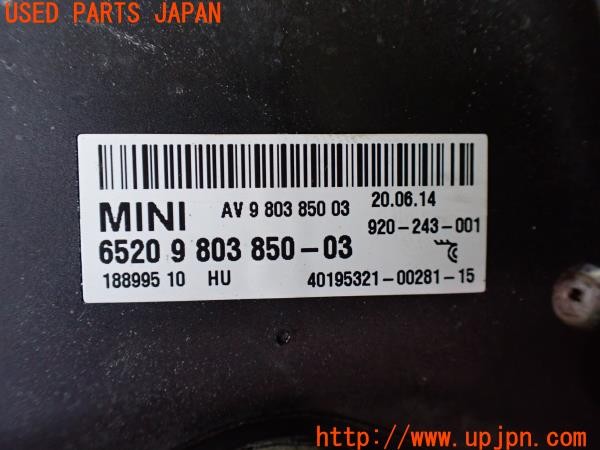 USED PARTS JAPAN
MINI AV 9 803 850 03 20.06.14
920-243-001
6520 9 803 850-03
188995 10 HU 40195321-00281-15
http://www.upjpn.com/